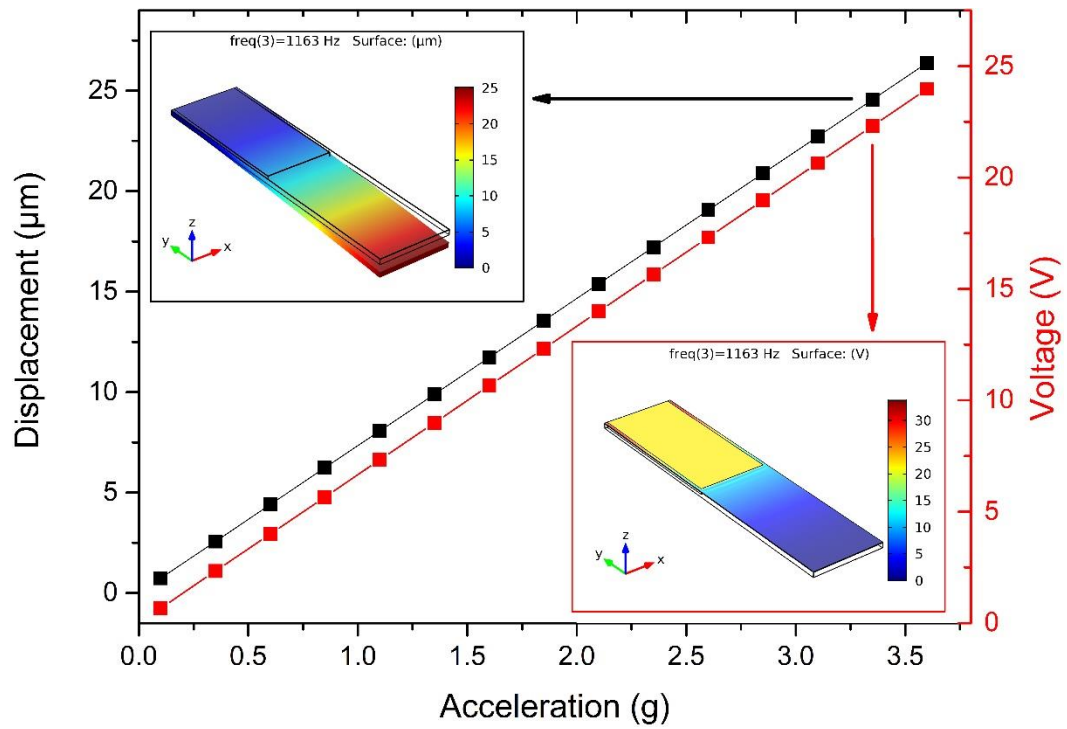 Displacement (µm)
25
20
15
10
5
0
freq(3)=1163 Hz Surface: (µm)
25
20
15
10
5
0
z
y
x
freq(3)=1163 Hz Surface: (V)
30
25
20
15
10
5
0
z
y
x
25
20
15
10
5
0
Voltage (V)
0.0 0.5 1.0 1.5 2.0 2.5 3.0 3.5
Acceleration (g)